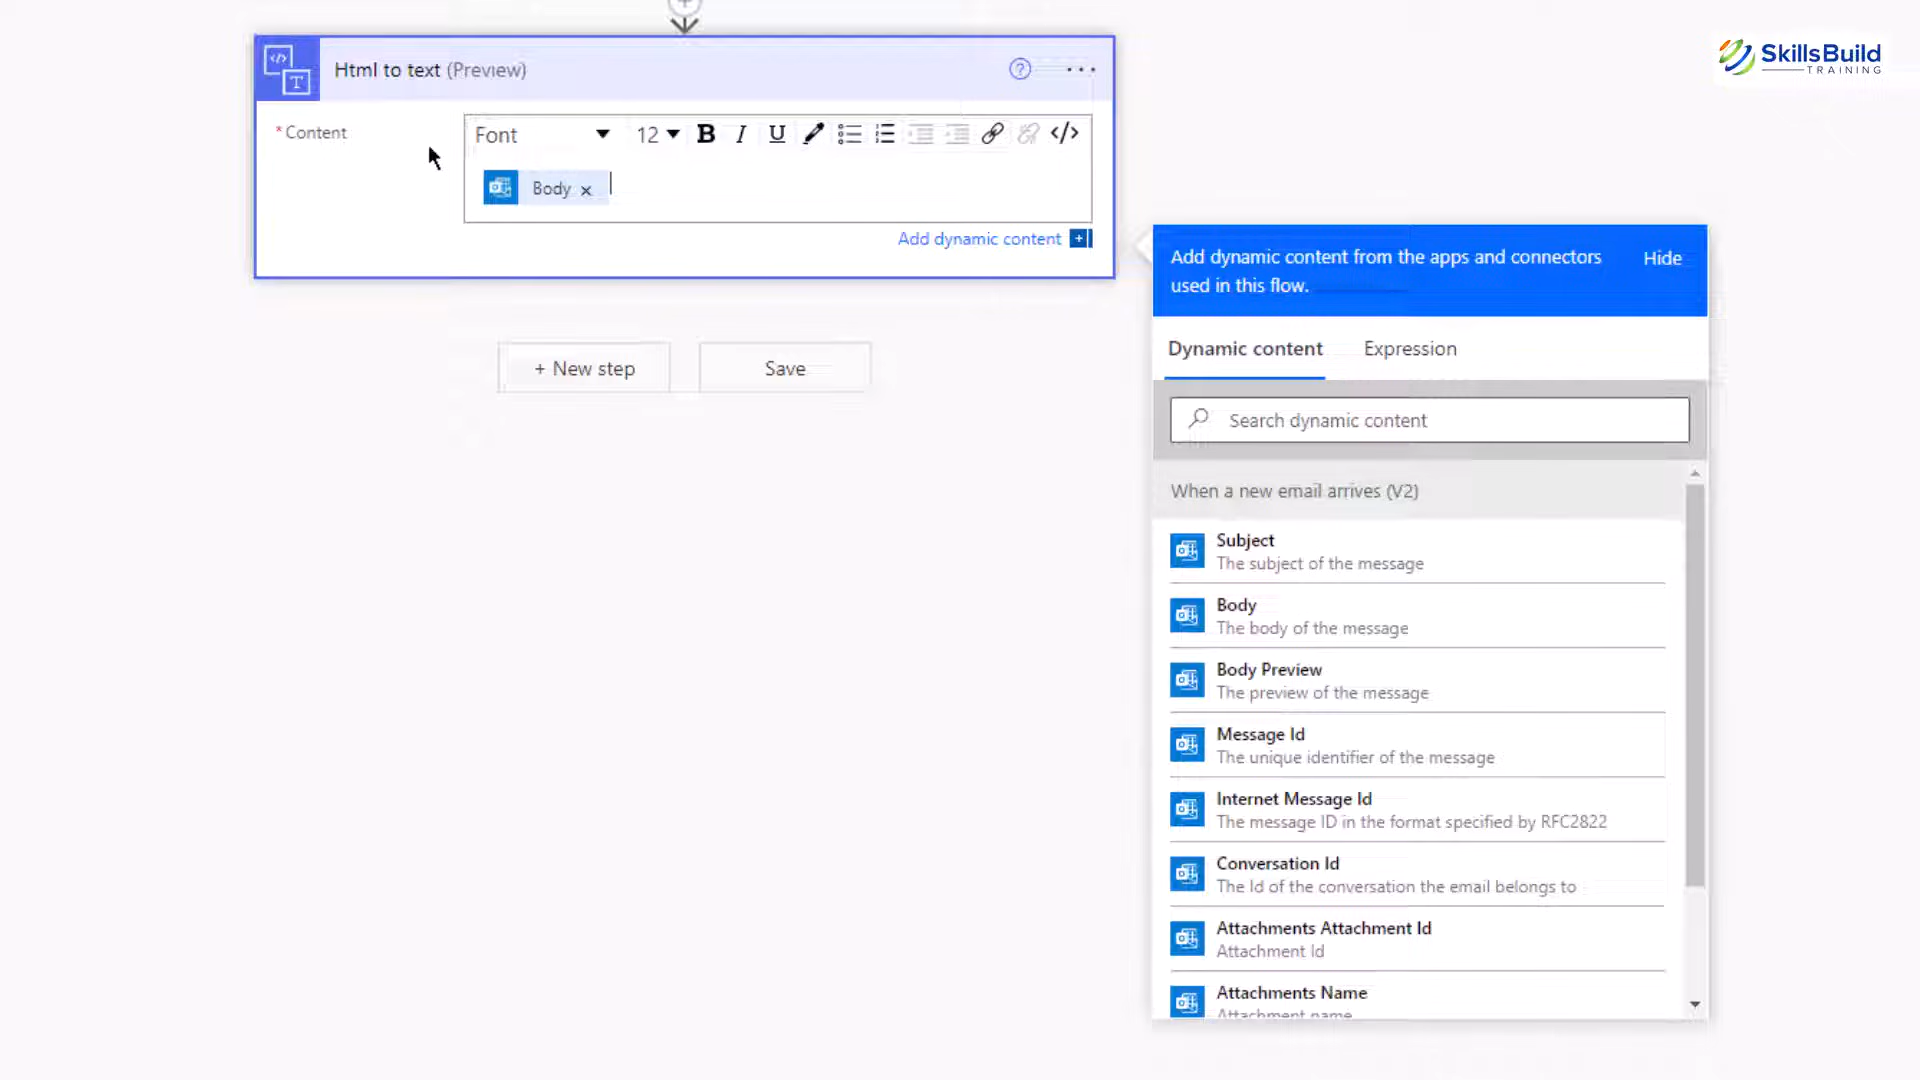 Html to text (Preview)
SkillsBuild
TRAINING
* Content
Font 12 B I U </>
Body ×
Add dynamic content +
Add dynamic content from the apps and connectors
used in this flow.
Hide
+ New step
Save
Dynamic content
Expression
Search dynamic content
When a new email arrives (V2)
Subject
The subject of the message
Body
The body of the message
Body Preview
The preview of the message
Message Id
The unique identifier of the message
Internet Message Id
The message ID in the format specified by RFC2822
Conversation Id
The Id of the conversation the email belongs to
Attachments Attachment Id
Attachment Id
Attachments Name
Attachment name